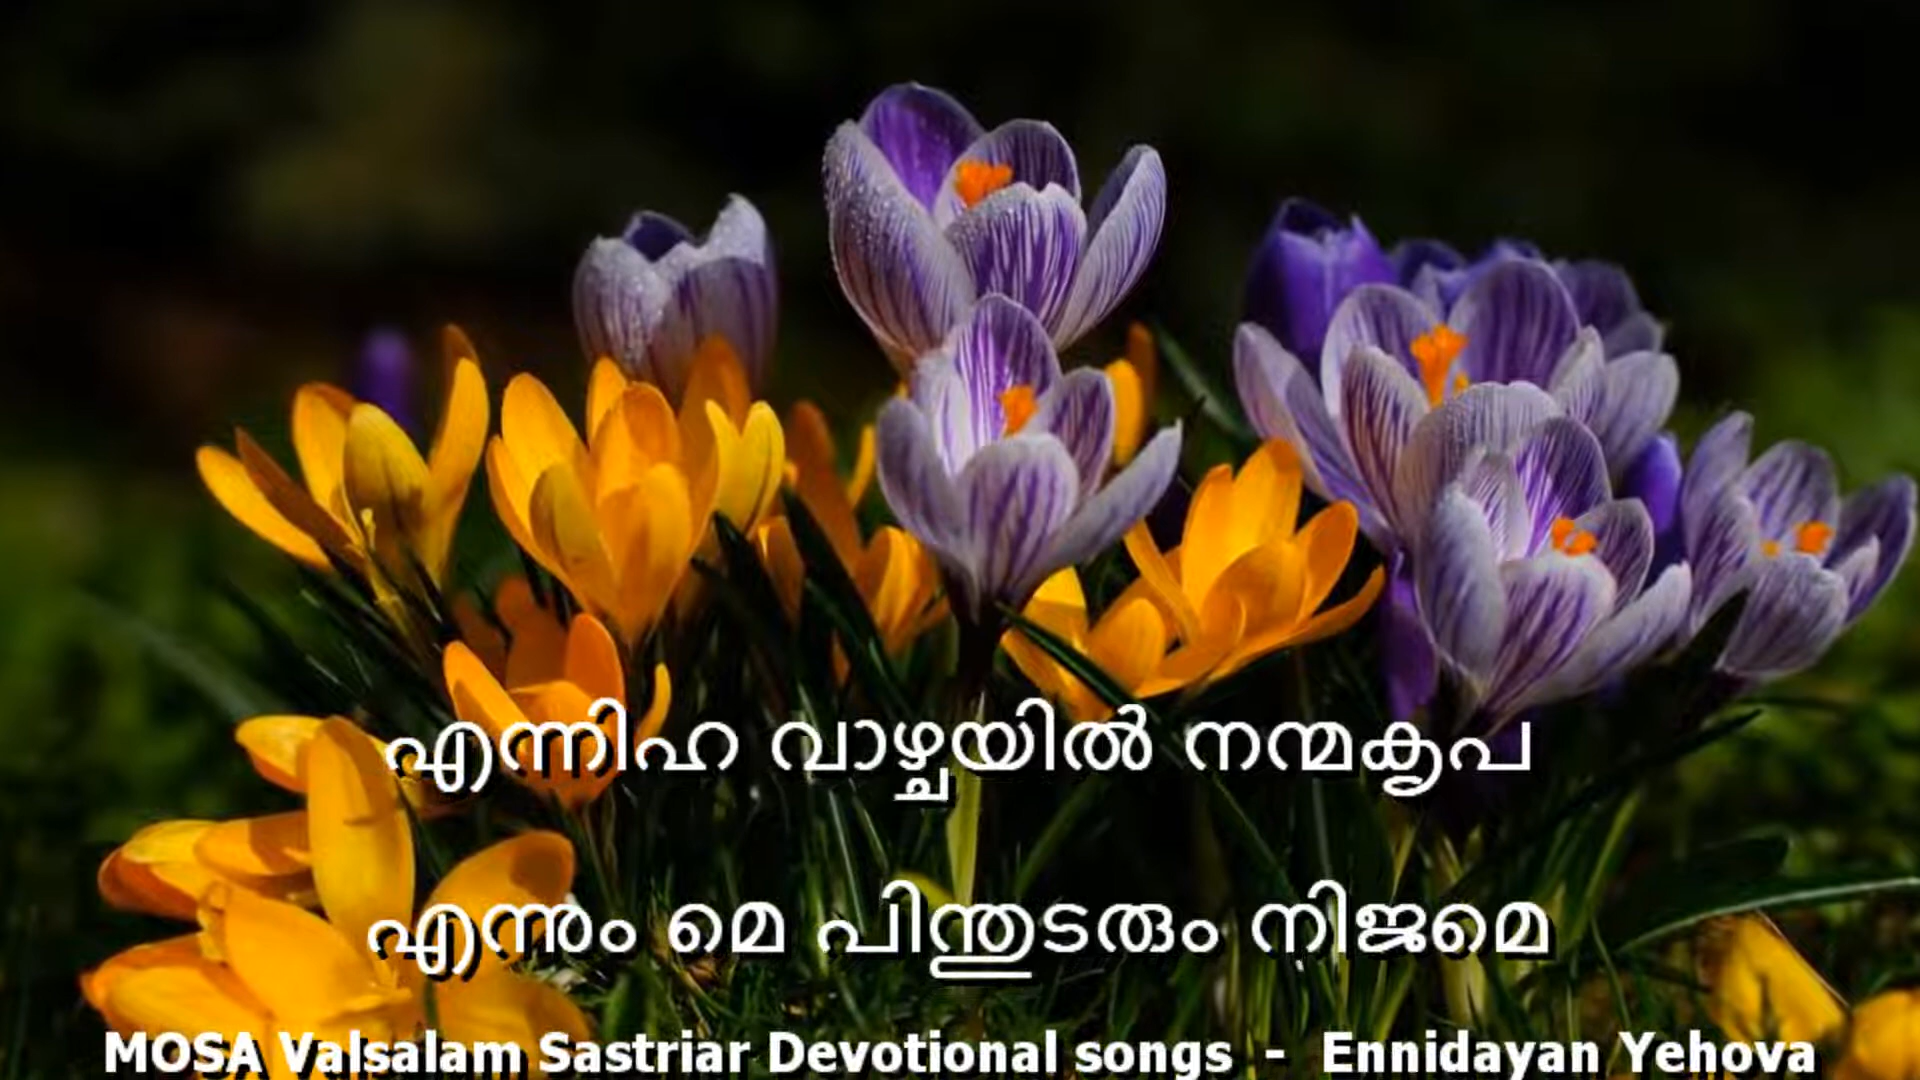 എന്നിഹ വാഴ്ചയിൽ നന്മകൃപ
എന്നും മെ പിന്തുടരും നിജമെ
MOSA Valsalam Sastriar Devotional songs - Ennidayan Yehova